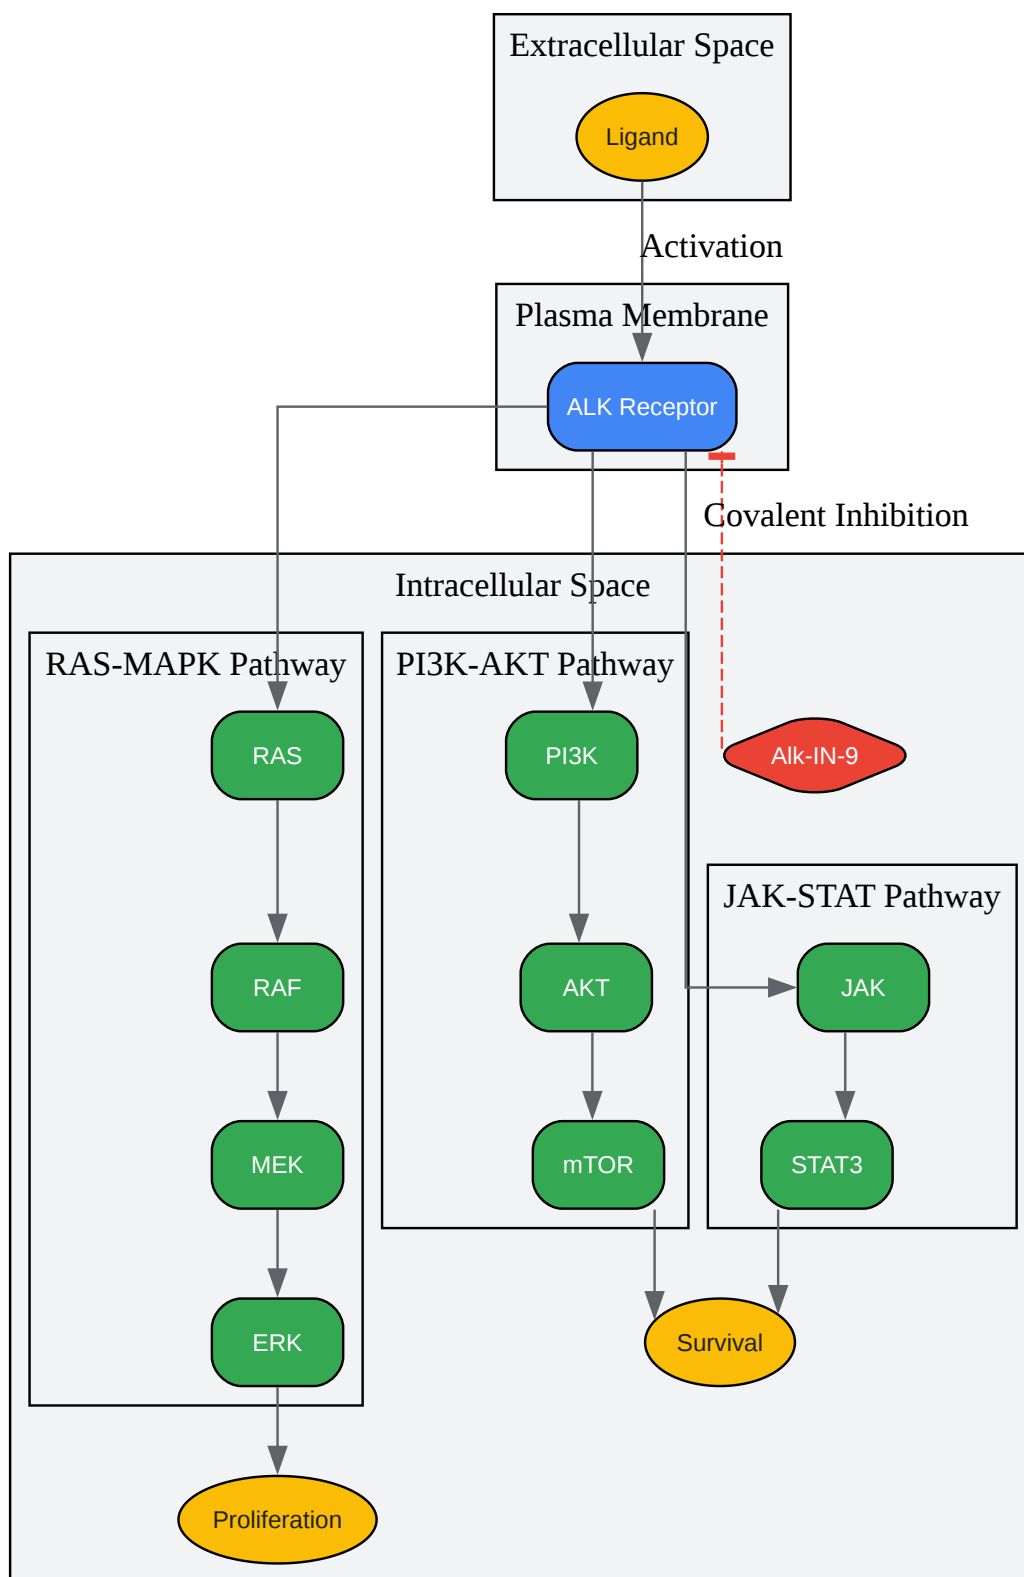 Extracellular Space
Ligand
Activation
Plasma Membrane
ALK Receptor
Covalent Inhibition
Intracellular Space
RAS-MAPK Pathway
PI3K-AKT Pathway
RAS
PI3K
Alk-IN-9
JAK-STAT Pathway
RAF
AKT
JAK
MEK
mTOR
STAT3
ERK
Survival
Proliferation